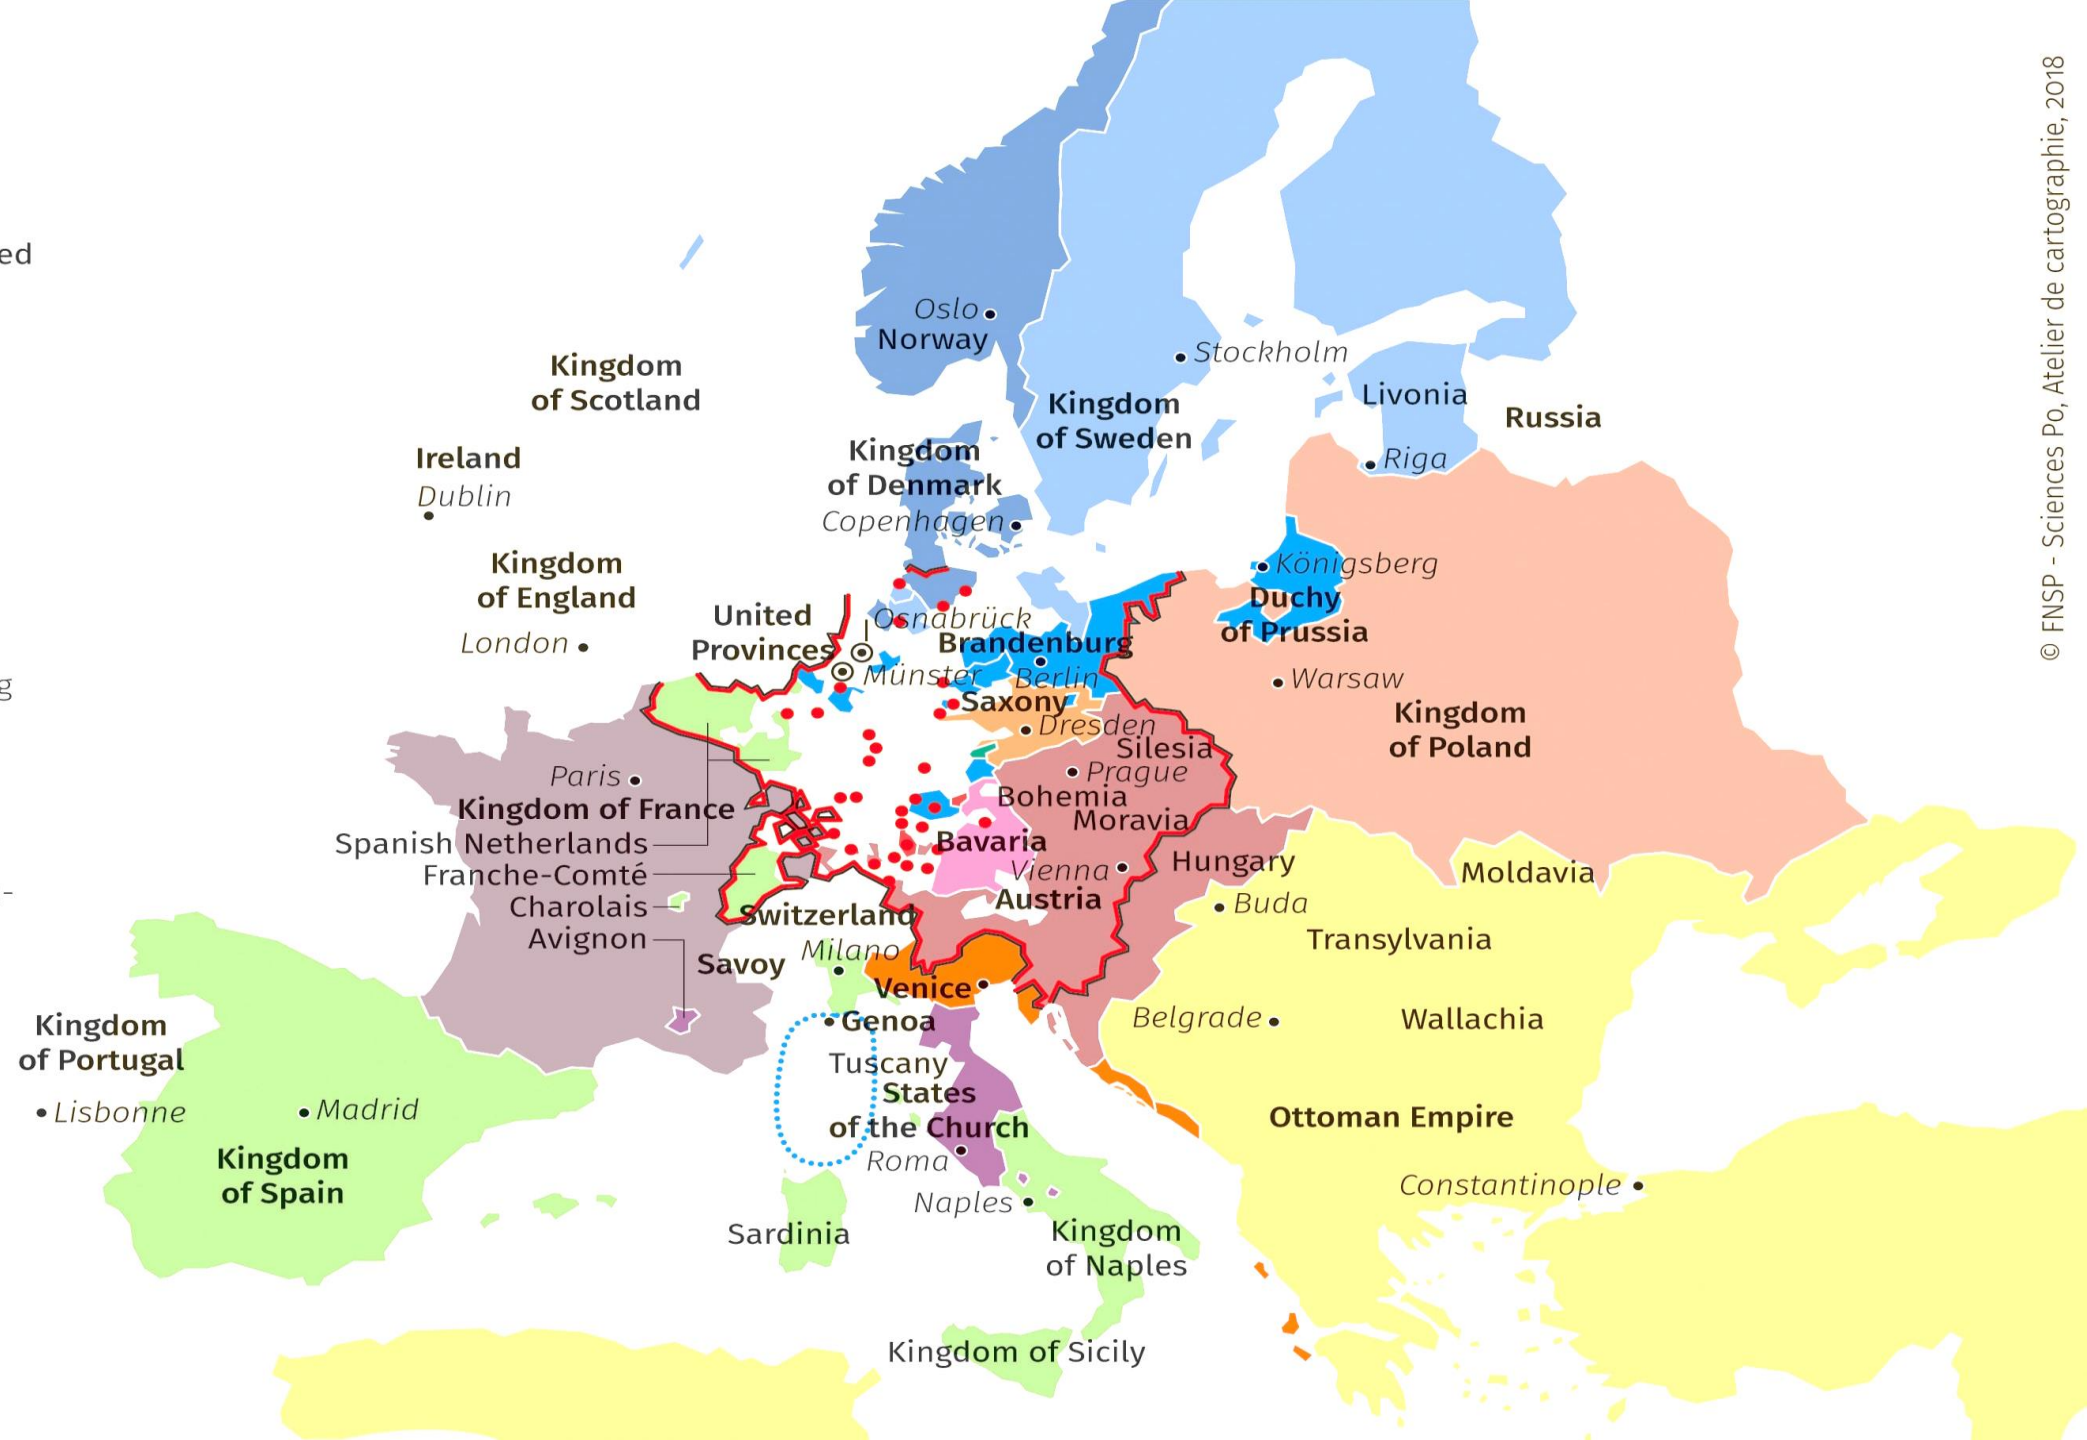 ed
g
-
© FNSP - Sciences Po, Atelier de cartographie, 2018
Oslo
Norway
Stockholm
Kingdom
of Scotland
Livonia
Kingdom
of Sweden
Russia
Ireland
Dublin
Kingdom
of Denmark
Copenhagen
Riga
Kingdom
of England
London
Königsberg
Duchy
of Prussia
United
Provinces
Osnabrück
Brandenburg
Münster
Berlin
Warsaw
Saxony
Kingdom
of Poland
Dresden
Silesia
Paris
Prague
Kingdom of France
Bohemia
Moravia
Spanish Netherlands
Bavaria
Franche-Comté
Vienna
Hungary
Moldavia
Charolais
Austria
Buda
Switzerland
Avignon
Milano
Transylvania
Savoy
Venice
Kingdom
of Portugal
Genoa
Belgrade
Wallachia
Tuscany
States
of the Church
Lisbonne
Madrid
Ottoman Empire
Kingdom
of Spain
Roma
Constantinople
Naples
Sardinia
Kingdom
of Naples
Kingdom of Sicily